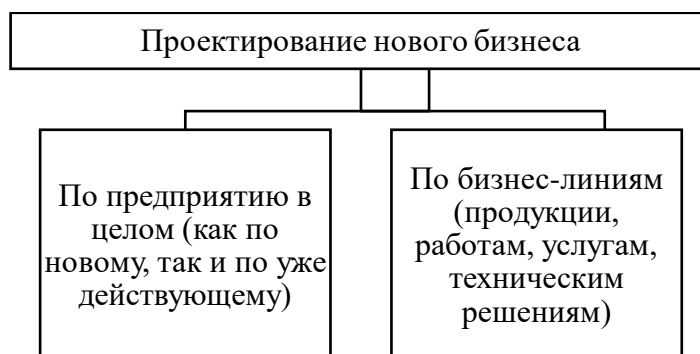 Проектирование нового бизнеса
По предприятию в
целом (как по
новому, так и по уже
действующему)
По бизнес-линиям
(продукции,
работам, услугам,
техническим
решениям)